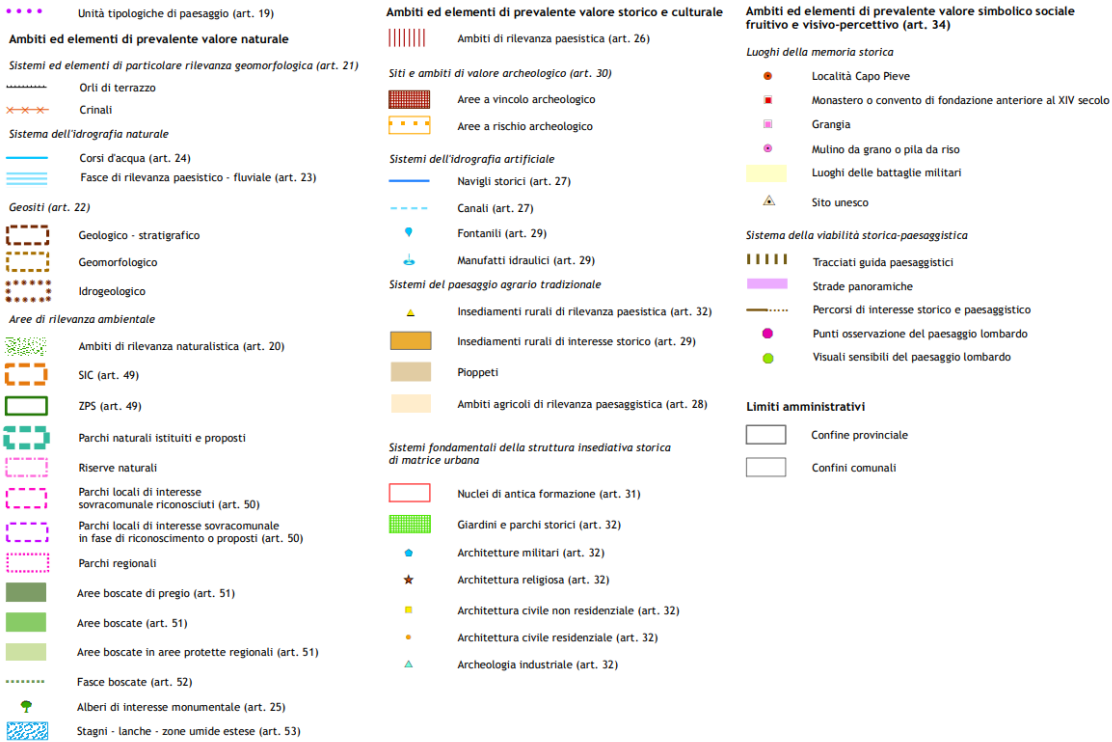 Unità tipologiche di paesaggio (art. 19)
Ambiti ed elementi di prevalente valore naturale
Sistemi ed elementi di particolare rilevanza geomorfologica (art. 21)
Orli di terrazzo
Crinali
Sistema dell'idrografia naturale
Corsi d'acqua (art. 24)
Fasce di rilevanza paesistico - fluviale (art. 23)
Geositi (art. 22)
Geologico - stratigrafico
Geomorfologico
Idrogeologico
Aree di rilevanza ambientale
Ambiti di rilevanza naturalistica (art. 20)
SIC (art. 49)
ZPS (art. 49)
Parchi naturali istituiti e proposti
Riserve naturali
Parchi locali di interesse
sovracomunale riconosciuti (art. 50)
Parchi locali di interesse sovracomunale
in fase di riconoscimento o proposti (art. 50)
Parchi regionali
Aree boscate di pregio (art. 51)
Aree boscate (art. 51)
Aree boscate in aree protette regionali (art. 51)
Fasce boscate (art. 52)
Alberi di interesse monumentale (art. 25)
Stagni - lanche - zone umide estese (art. 53)
Ambiti ed elementi di prevalente valore storico e culturale
Ambiti di rilevanza paesistica (art. 26)
Siti e ambiti di valore archeologico (art. 30)
Aree a vincolo archeologico
Aree a rischio archeologico
Sistemi dell'idrografia artificiale
Navigli storici (art. 27)
Canali (art. 27)
Fontanili (art. 29)
Manufatti idraulici (art. 29)
Sistemi del paesaggio agrario tradizionale
Insediamenti rurali di rilevanza paesistica (art. 32)
Insediamenti rurali di interesse storico (art. 29)
Pioppeti
Ambiti agricoli di rilevanza paesaggistica (art. 28)
Sistemi fondamentali della struttura insediativa storica
di matrice urbana
Nuclei di antica formazione (art. 31)
Giardini e parchi storici (art. 32)
Architetture militari (art. 32)
Architettura religiosa (art. 32)
Architettura civile non residenziale (art. 32)
Architettura civile residenziale (art. 32)
Archeologia industriale (art. 32)
Ambiti ed elementi di prevalente valore simbolico sociale
fruitivo e visivo-percettivo (art. 34)
Luoghi della memoria storica
Località Capo Pieve
Monastero o convento di fondazione anteriore al XIV secolo
Grangia
Mulino da grano o pila da riso
Luoghi delle battaglie militari
Sito unesco
Sistema della viabilità storica-paesaggistica
Tracciati guida paesaggistici
Strade panoramiche
Percorsi di interesse storico e paesaggistico
Punti osservazione del paesaggio lombardo
Visuali sensibili del paesaggio lombardo
Limiti amministrativi
Confine provinciale
Confini comunali